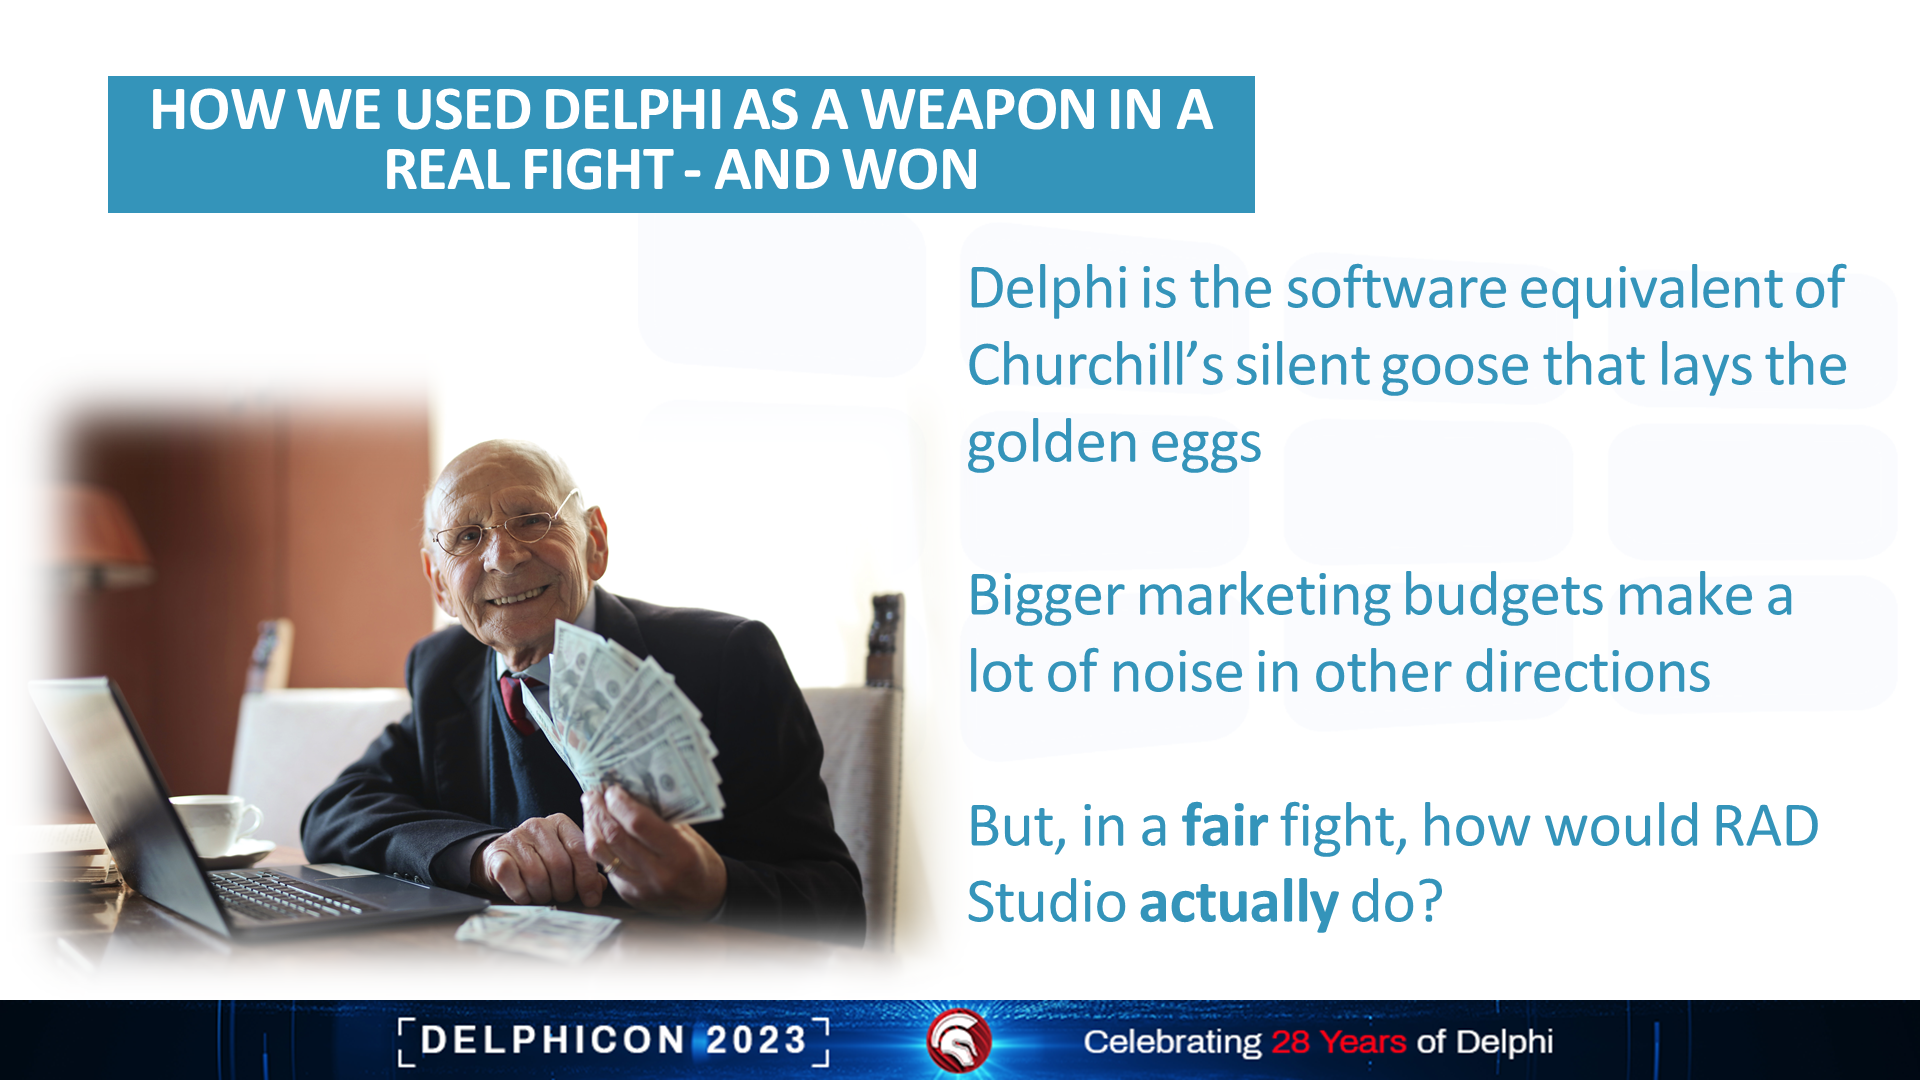 HOW WE USED DELPHI AS A WEAPON IN A
REAL FIGHT - AND WON
Delphi is the software equivalent of
Churchill’s silent goose that lays the
golden eggs
Bigger marketing budgets make a
lot of noise in other directions
But, in a fair fight, how would RAD
Studio actually do?
DELPHICON 2023
Celebrating 28 Years of Delphi